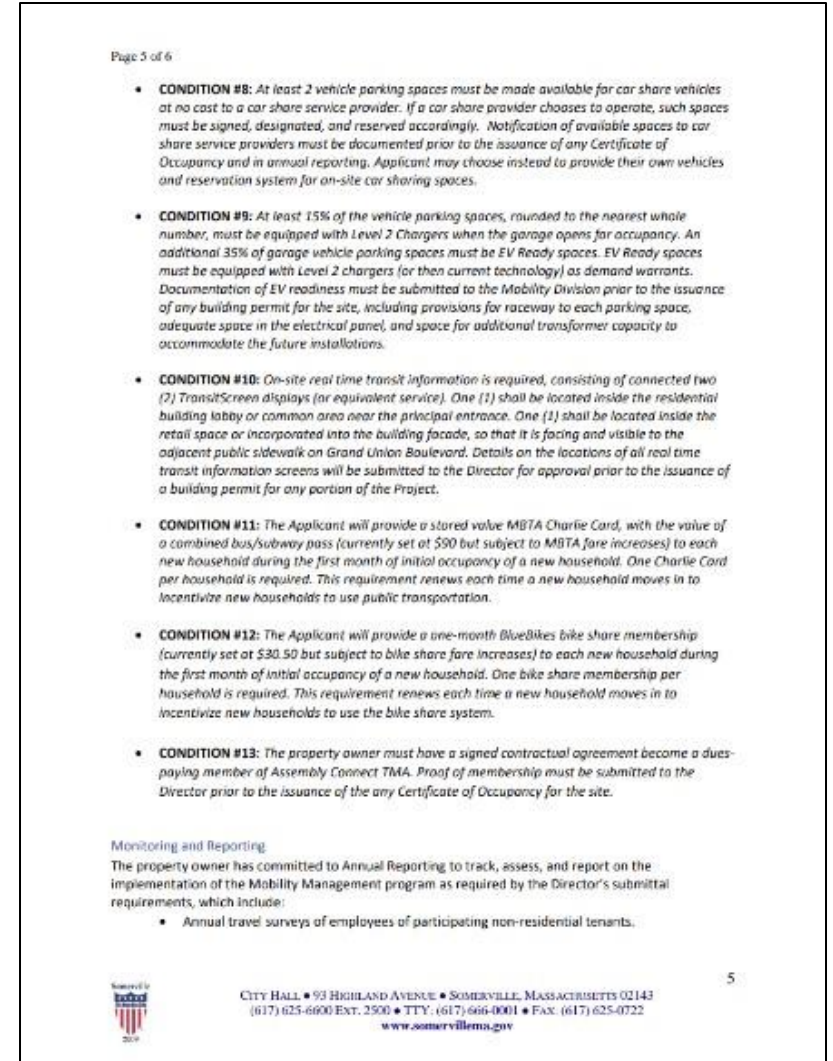 Page 5 of 6
• CONDITION #8: At least 2 vehicle parking spaces must be made available for car share vehicles
at no cost to a car share service provider. If a car share provider chooses to operate, such spaces
must be signed, designated, and reserved accordingly. Notification of available spaces to car
share service providers must be documented prior to the issuance of any Certificate of
Occupancy and in annual reporting. Applicant may choose instead to provide their own vehicles
and reservation system for on-site car sharing spaces.
• CONDITION #9: At least 15% of the vehicle parking spaces, rounded to the nearest whole
number, must be equipped with Level 2 Chargers when the garage opens for occupancy. An
additional 35% of garage vehicle parking spaces must be EV Ready spaces. EV Ready spaces
must be equipped with Level 2 chargers (or then current technology) as demand warrants.
Documentation of EV readiness must be submitted to the Mobility Division prior to the issuance
of any building permit for the site, including provisions for raceway to each parking space,
adequate space in the electrical panel, and space for additional transformer capacity to
accommodate the future installations.
• CONDITION #10: On-site real time transit information is required, consisting of connected two
(2) TransitScreen displays (or equivalent service). One (1) shall be located inside the residential
building lobby or common area near the principal entrance. One (1) shall be located inside the
retail space or incorporated into the building facade, so that it is facing and visible to the
adjacent public sidewalk on Grand Union Boulevard. Details on the locations of all real time
transit information screens will be submitted to the Director for approval prior to the issuance of
a building permit for any portion of the Project.
• CONDITION #11: The Applicant will provide a stored value MBTA Charlie Card, with the value of
a combined bus/subway pass (currently set at $90 but subject to MBTA fare increases) to each
new household during the first month of initial occupancy of a new household. One Charlie Card
per household is required. This requirement renews each time a new household moves in to
incentivize new households to use public transportation.
• CONDITION #12: The Applicant will provide a one-month BlueBikes bike share membership
(currently set at $30.50 but subject to bike share fare increases) to each new household during
the first month of initial occupancy of a new household. One bike share membership per
household is required. This requirement renews each time a new household moves in to
incentivize new households to use the bike share system.
• CONDITION #13: The property owner must have a signed contractual agreement become a dues-
paying member of Assembly Connect TMA. Proof of membership must be submitted to the
Director prior to the issuance of the any Certificate of Occupancy for the site.
Monitoring and Reporting
The property owner has committed to Annual Reporting to track, assess, and report on the
implementation of the Mobility Management program as required by the Director's submittal
requirements, which include:
• Annual travel surveys of employees of participating non-residential tenants.
5
Somerville
CITY HALL ● 93 HIGHLAND AVENUE ● SOMERVILLE, MASSACHUSETTS 02143
(617) 625-6600 EXT. 2500 ● TTY: (617) 666-0001 ● FAX: (617) 625-0722
www.somervillema.gov